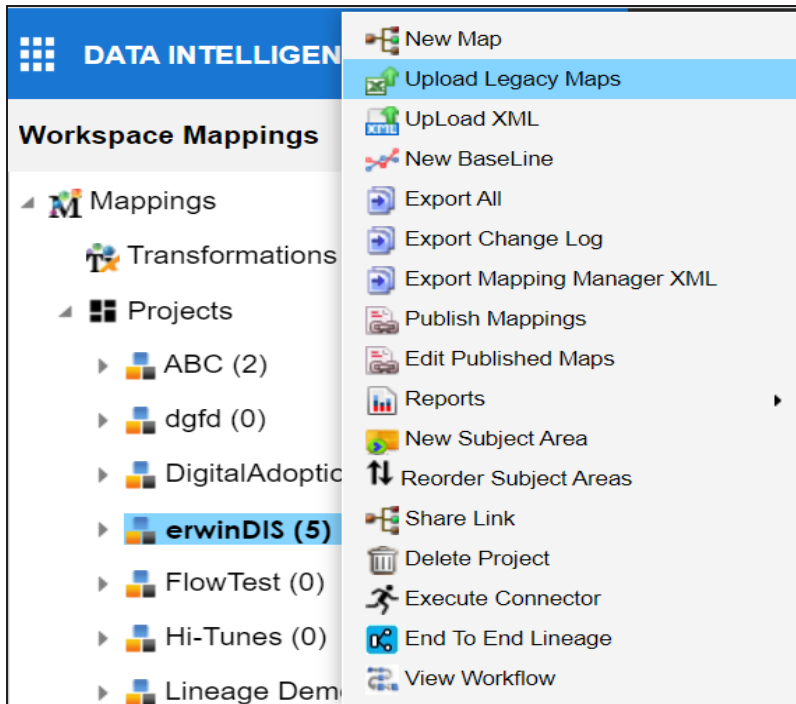 DATA INTELLIGEN
Workspace Mappings
Mappings
Transformations
Projects
ABC (2)
dgfd (0)
DigitalAdoptio
erwinDIS (5)
FlowTest (0)
Hi-Tunes (0)
Lineage Dem
New Map
Upload Legacy Maps
UpLoad XML
New BaseLine
Export All
Export Change Log
Export Mapping Manager XML
Publish Mappings
Edit Published Maps
Reports
New Subject Area
Reorder Subject Areas
Share Link
Delete Project
Execute Connector
End To End Lineage
View Workflow